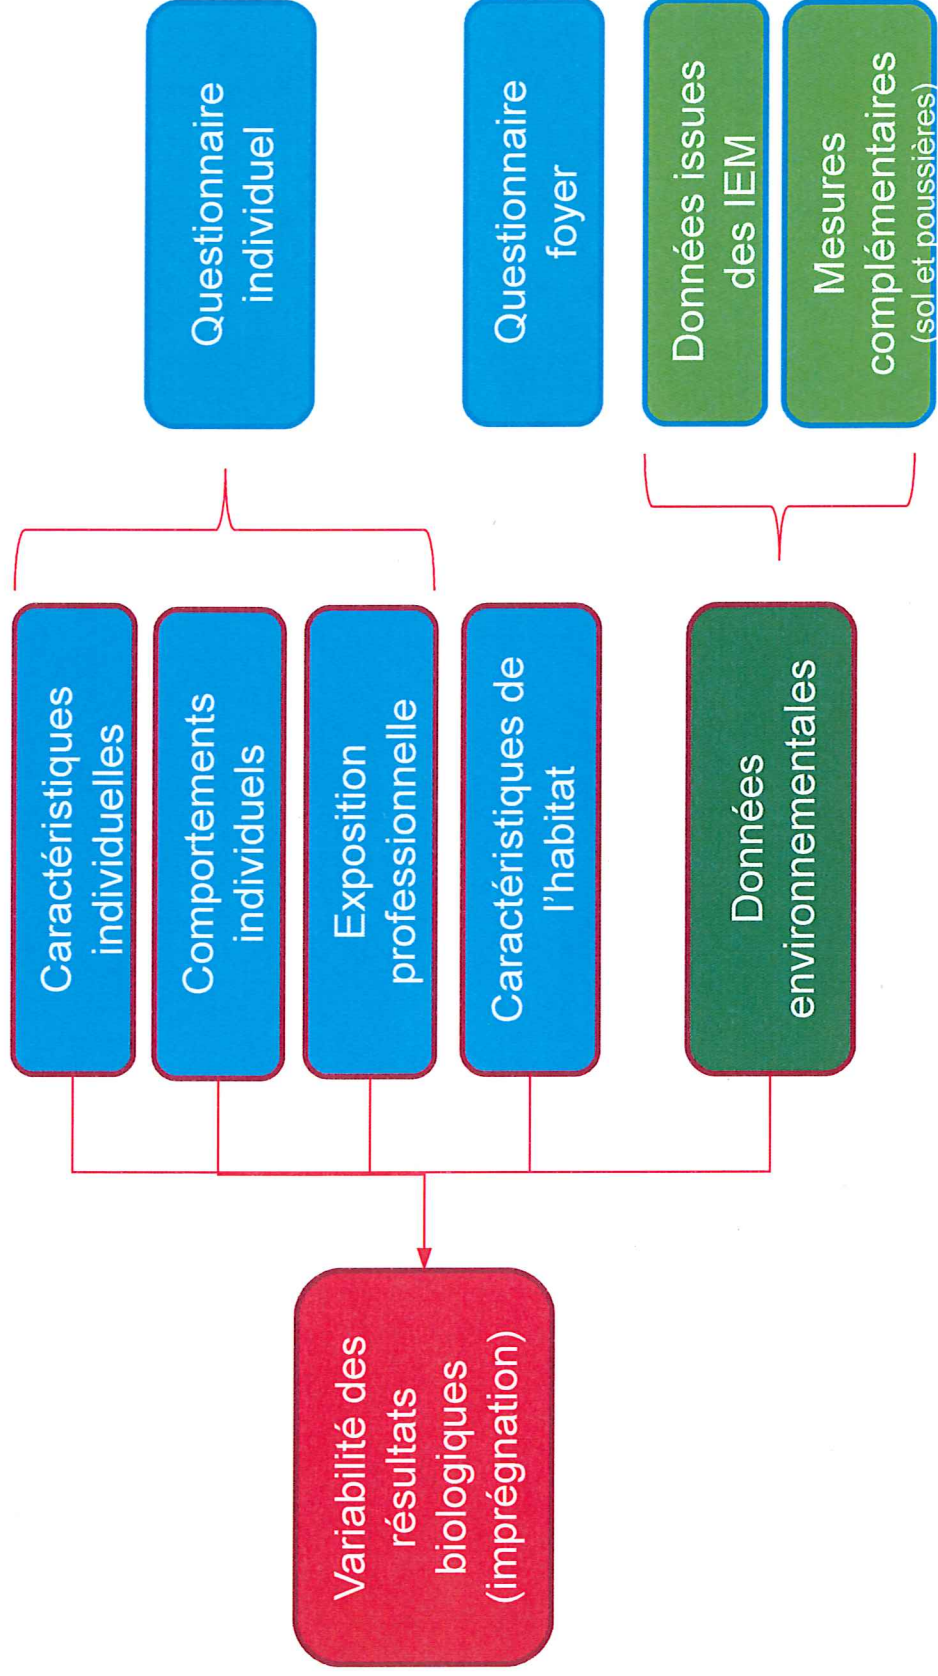 Variabilité des
résultats
biologiques
(imprégnation)
Caractéristiques
individuelles
Comportements
individuels
Exposition
professionnelle
Caractéristiques de
l'habitat
Données
environnementales
Questionnaire
individuel
Questionnaire
foyer
Données issues
des IEM
Mesures
complémentaires
(sol et poussières)